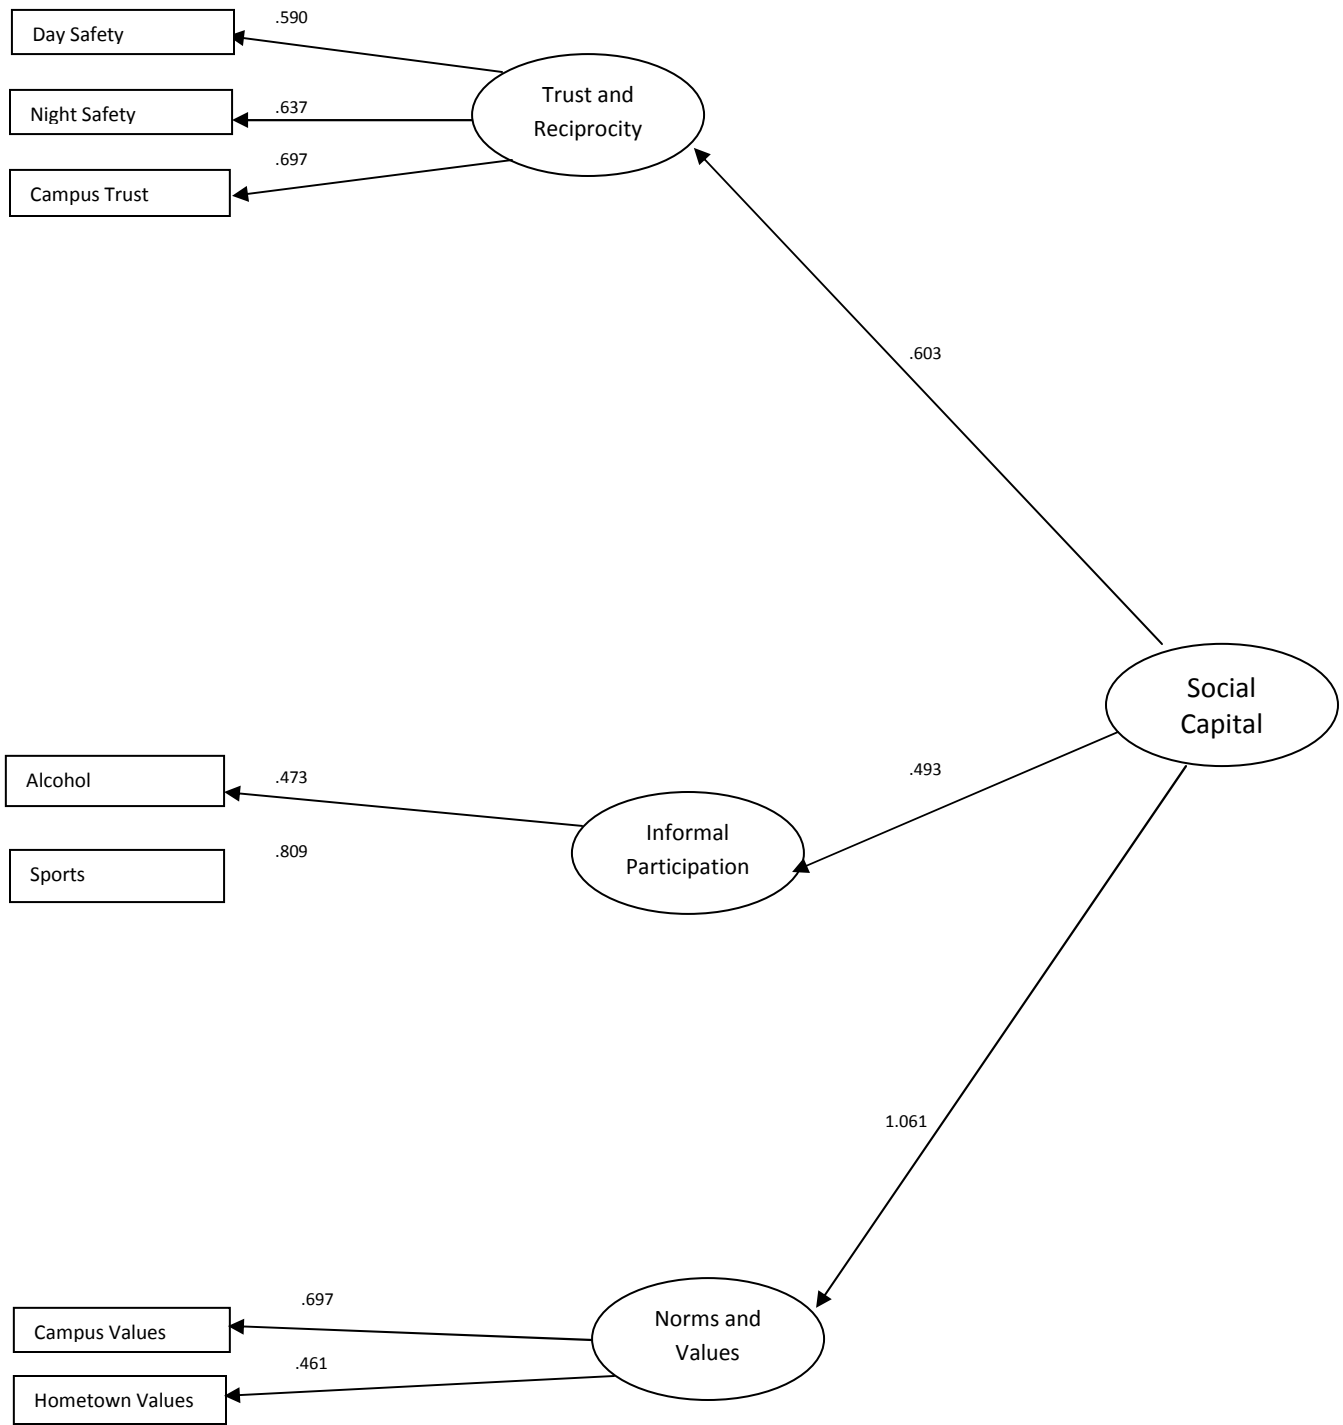 .590
Day Safety
Trust and
Reciprocity
.637
Night Safety
.697
Campus Trust
.603
Social
Capital
.493
.473
Alcohol
Informal
Participation
.809
Sports
1.061
.697
Norms and
Values
Campus Values
.461
Hometown Values